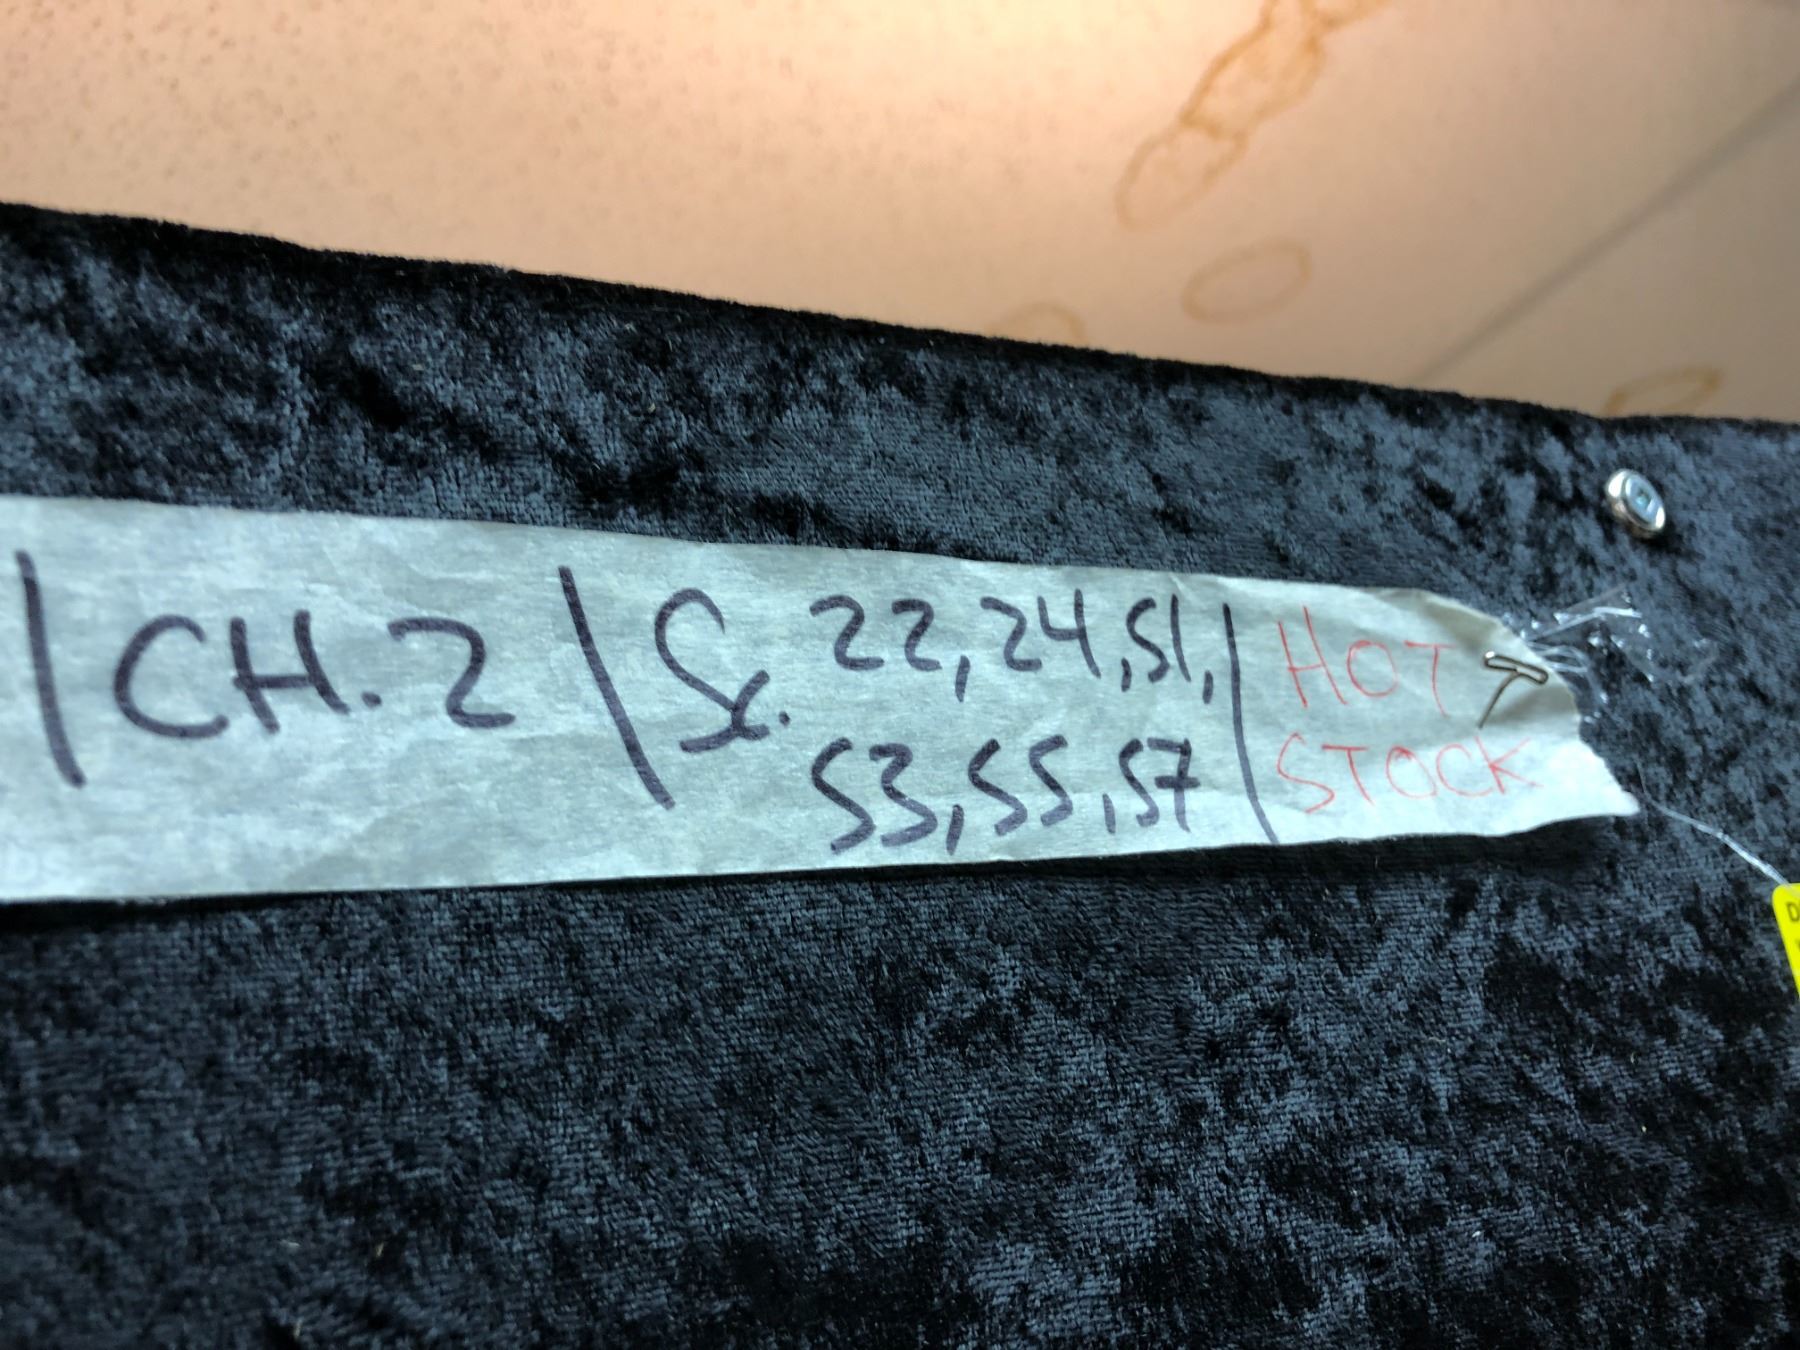 CH.2
Sc. 22, 24, 51,
53, 55, 57
HOT
STOCK